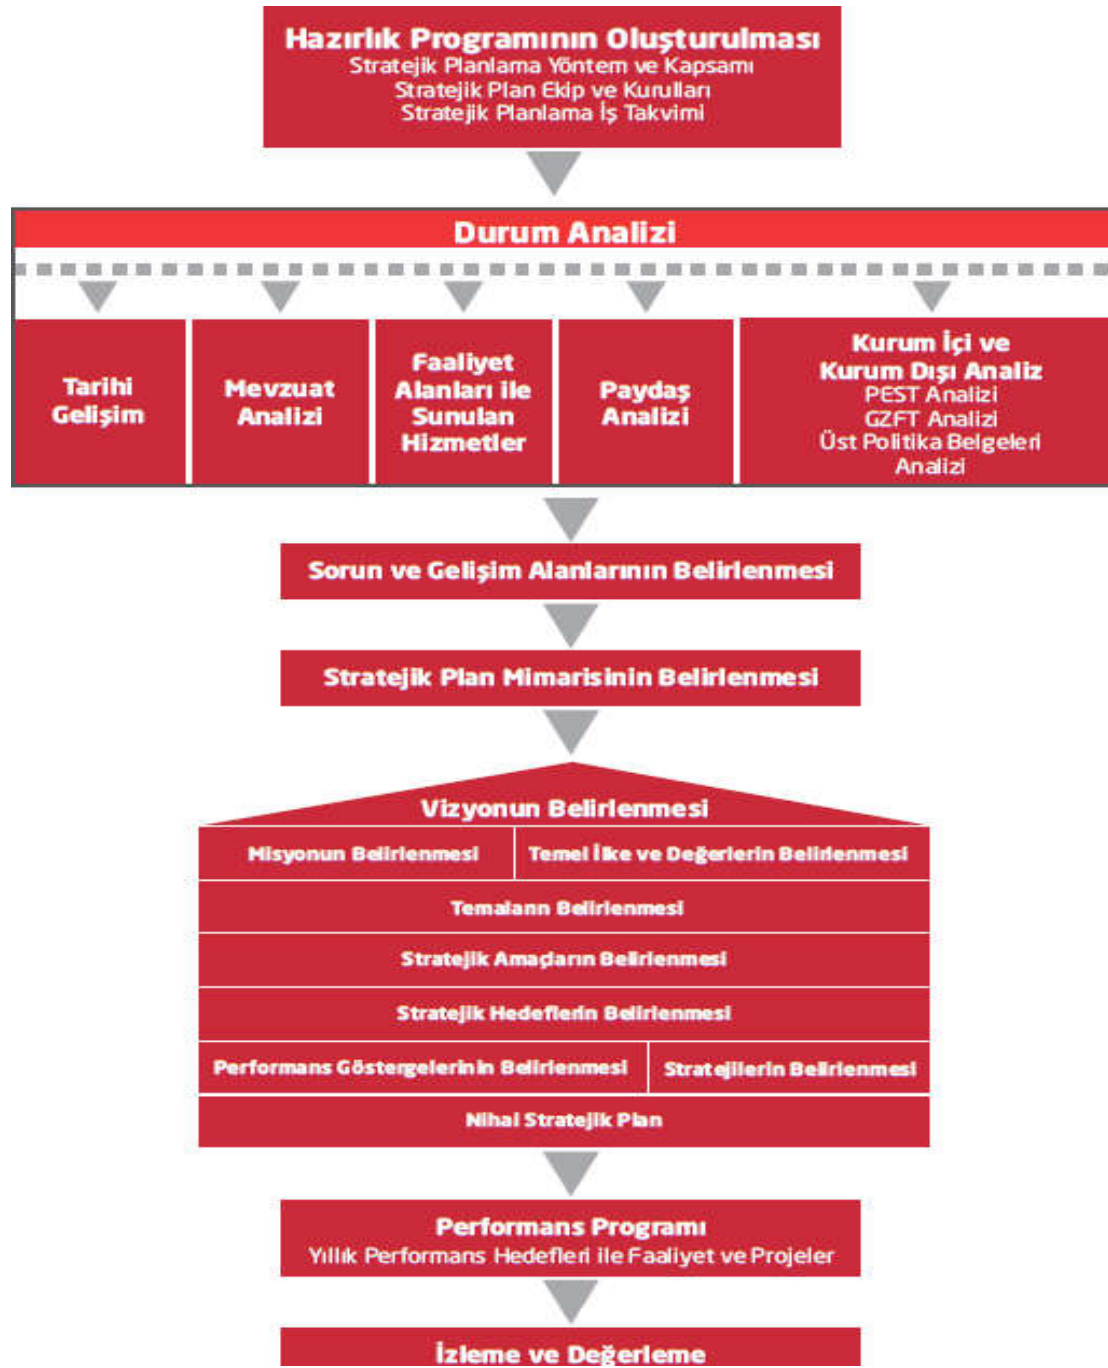 Hazırlık Programının Oluşturulması
Stratejik Planlama Yöntem ve Kapsamı
Stratejik Plan Ekip ve Kurulları
Stratejik Planlama İş Takvimi
Durum Analizi
Tarihi
Gelişim
Mevzuat
Analizi
Faaliyet
Alanları ile
Sunulan
Hizmetler
Paydaş
Analizi
Kurum İçi ve
Kurum Dışı Analiz
PEST Analizi
GZFT Analizi
Üst Politika Belgeleri
Analizi
Sorun ve Gelişim Alanlarının Belirlenmesi
Stratejik Plan Mimarisinin Belirlenmesi
Vizyonun Belirlenmesi
Misyonun Belirlenmesi
Temel İlke ve Değerlerin Belirlenmesi
Temaların Belirlenmesi
Stratejik Amaçların Belirlenmesi
Stratejik Hedeflerin Belirlenmesi
Performans Göstergelerinin Belirlenmesi
Stratejilerin Belirlenmesi
Nihai Stratejik Plan
Performans Programı
Yıllık Performans Hedefleri ile Faaliyet ve Projeler
İzleme ve Değerleme